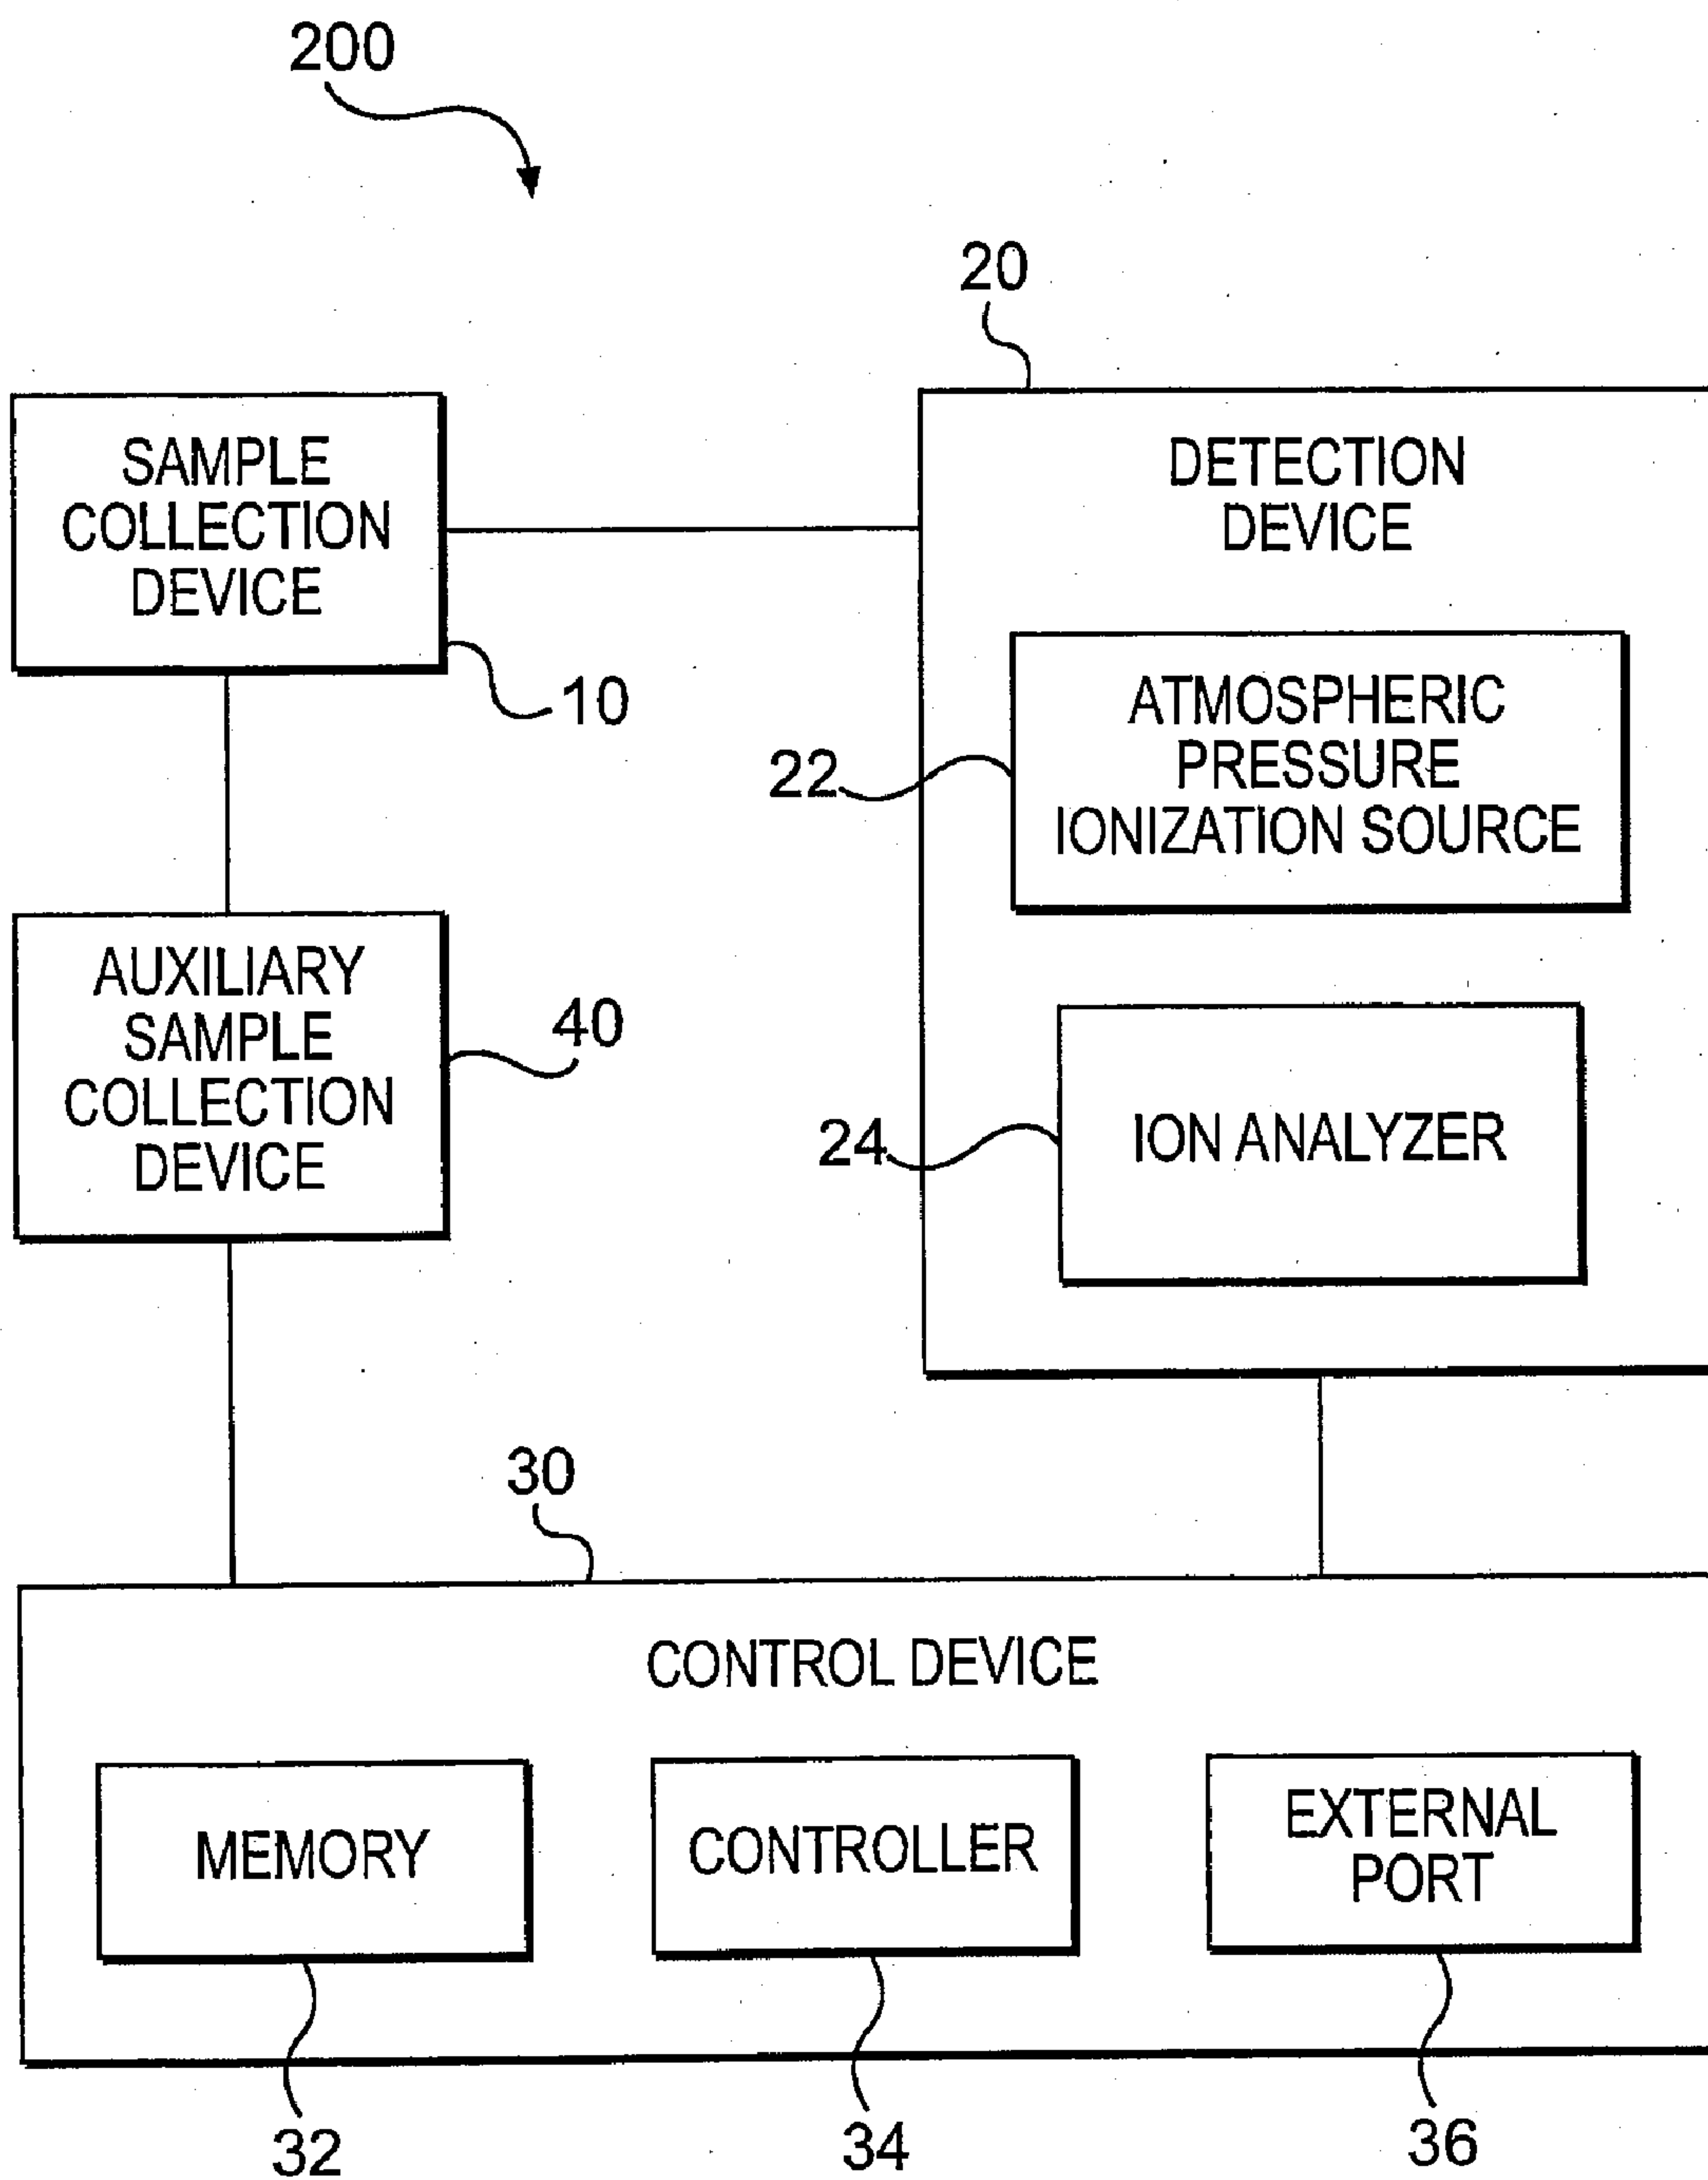 200
20
SAMPLE
COLLECTION
DEVICE
10
DETECTION
DEVICE
22
ATMOSPHERIC
PRESSURE
IONIZATION SOURCE
AUXILIARY
SAMPLE
COLLECTION
DEVICE
40
24
ION ANALYZER
30
CONTROL DEVICE
MEMORY
CONTROLLER
EXTERNAL
PORT
32
34
36